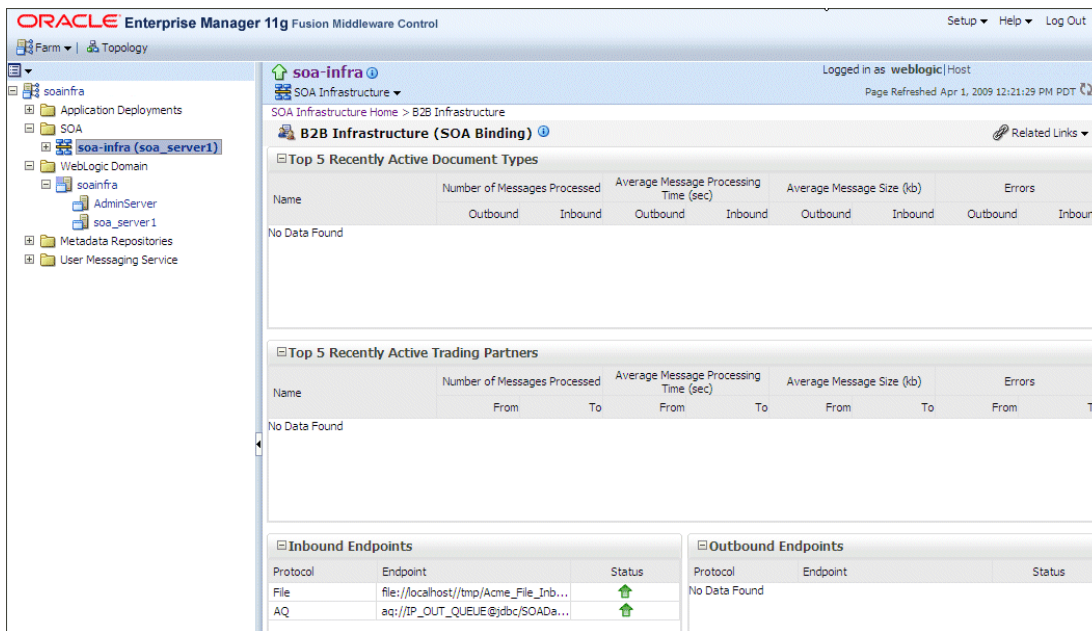 ORACLE Enterprise Manager 11g Fusion Middleware Control
Setup Help Log Out
Farm | Topology
soainfra
Application Deployments
SOA
soa-infra (soa_server1)
WebLogic Domain
soainfra
AdminServer
soa_server1
Metadata Repositories
User Messaging Service
soa-infra
Logged in as weblogic|Host
SOA Infrastructure
Page Refreshed Apr 1, 2009 12:21:29 PM PDT
SOA Infrastructure Home > B2B Infrastructure
B2B Infrastructure (SOA Binding)
Related Links
Top 5 Recently Active Document Types
Name
Number of Messages Processed
Average Message Processing
Time (sec)
Average Message Size (kb)
Errors
Outbound Inbound Outbound Inbound Outbound Inbound Outbound Inboun
No Data Found
Top 5 Recently Active Trading Partners
Name
Number of Messages Processed
Average Message Processing
Time (sec)
Average Message Size (kb)
Errors
From To From To From To From
No Data Found
Inbound Endpoints
Protocol Endpoint Status
File file://localhost//tmp/Acme_File_Inb...
AQ aq://IP_OUT_QUEUE@jdbc/SOADa...
Outbound Endpoints
Protocol Endpoint Status
No Data Found